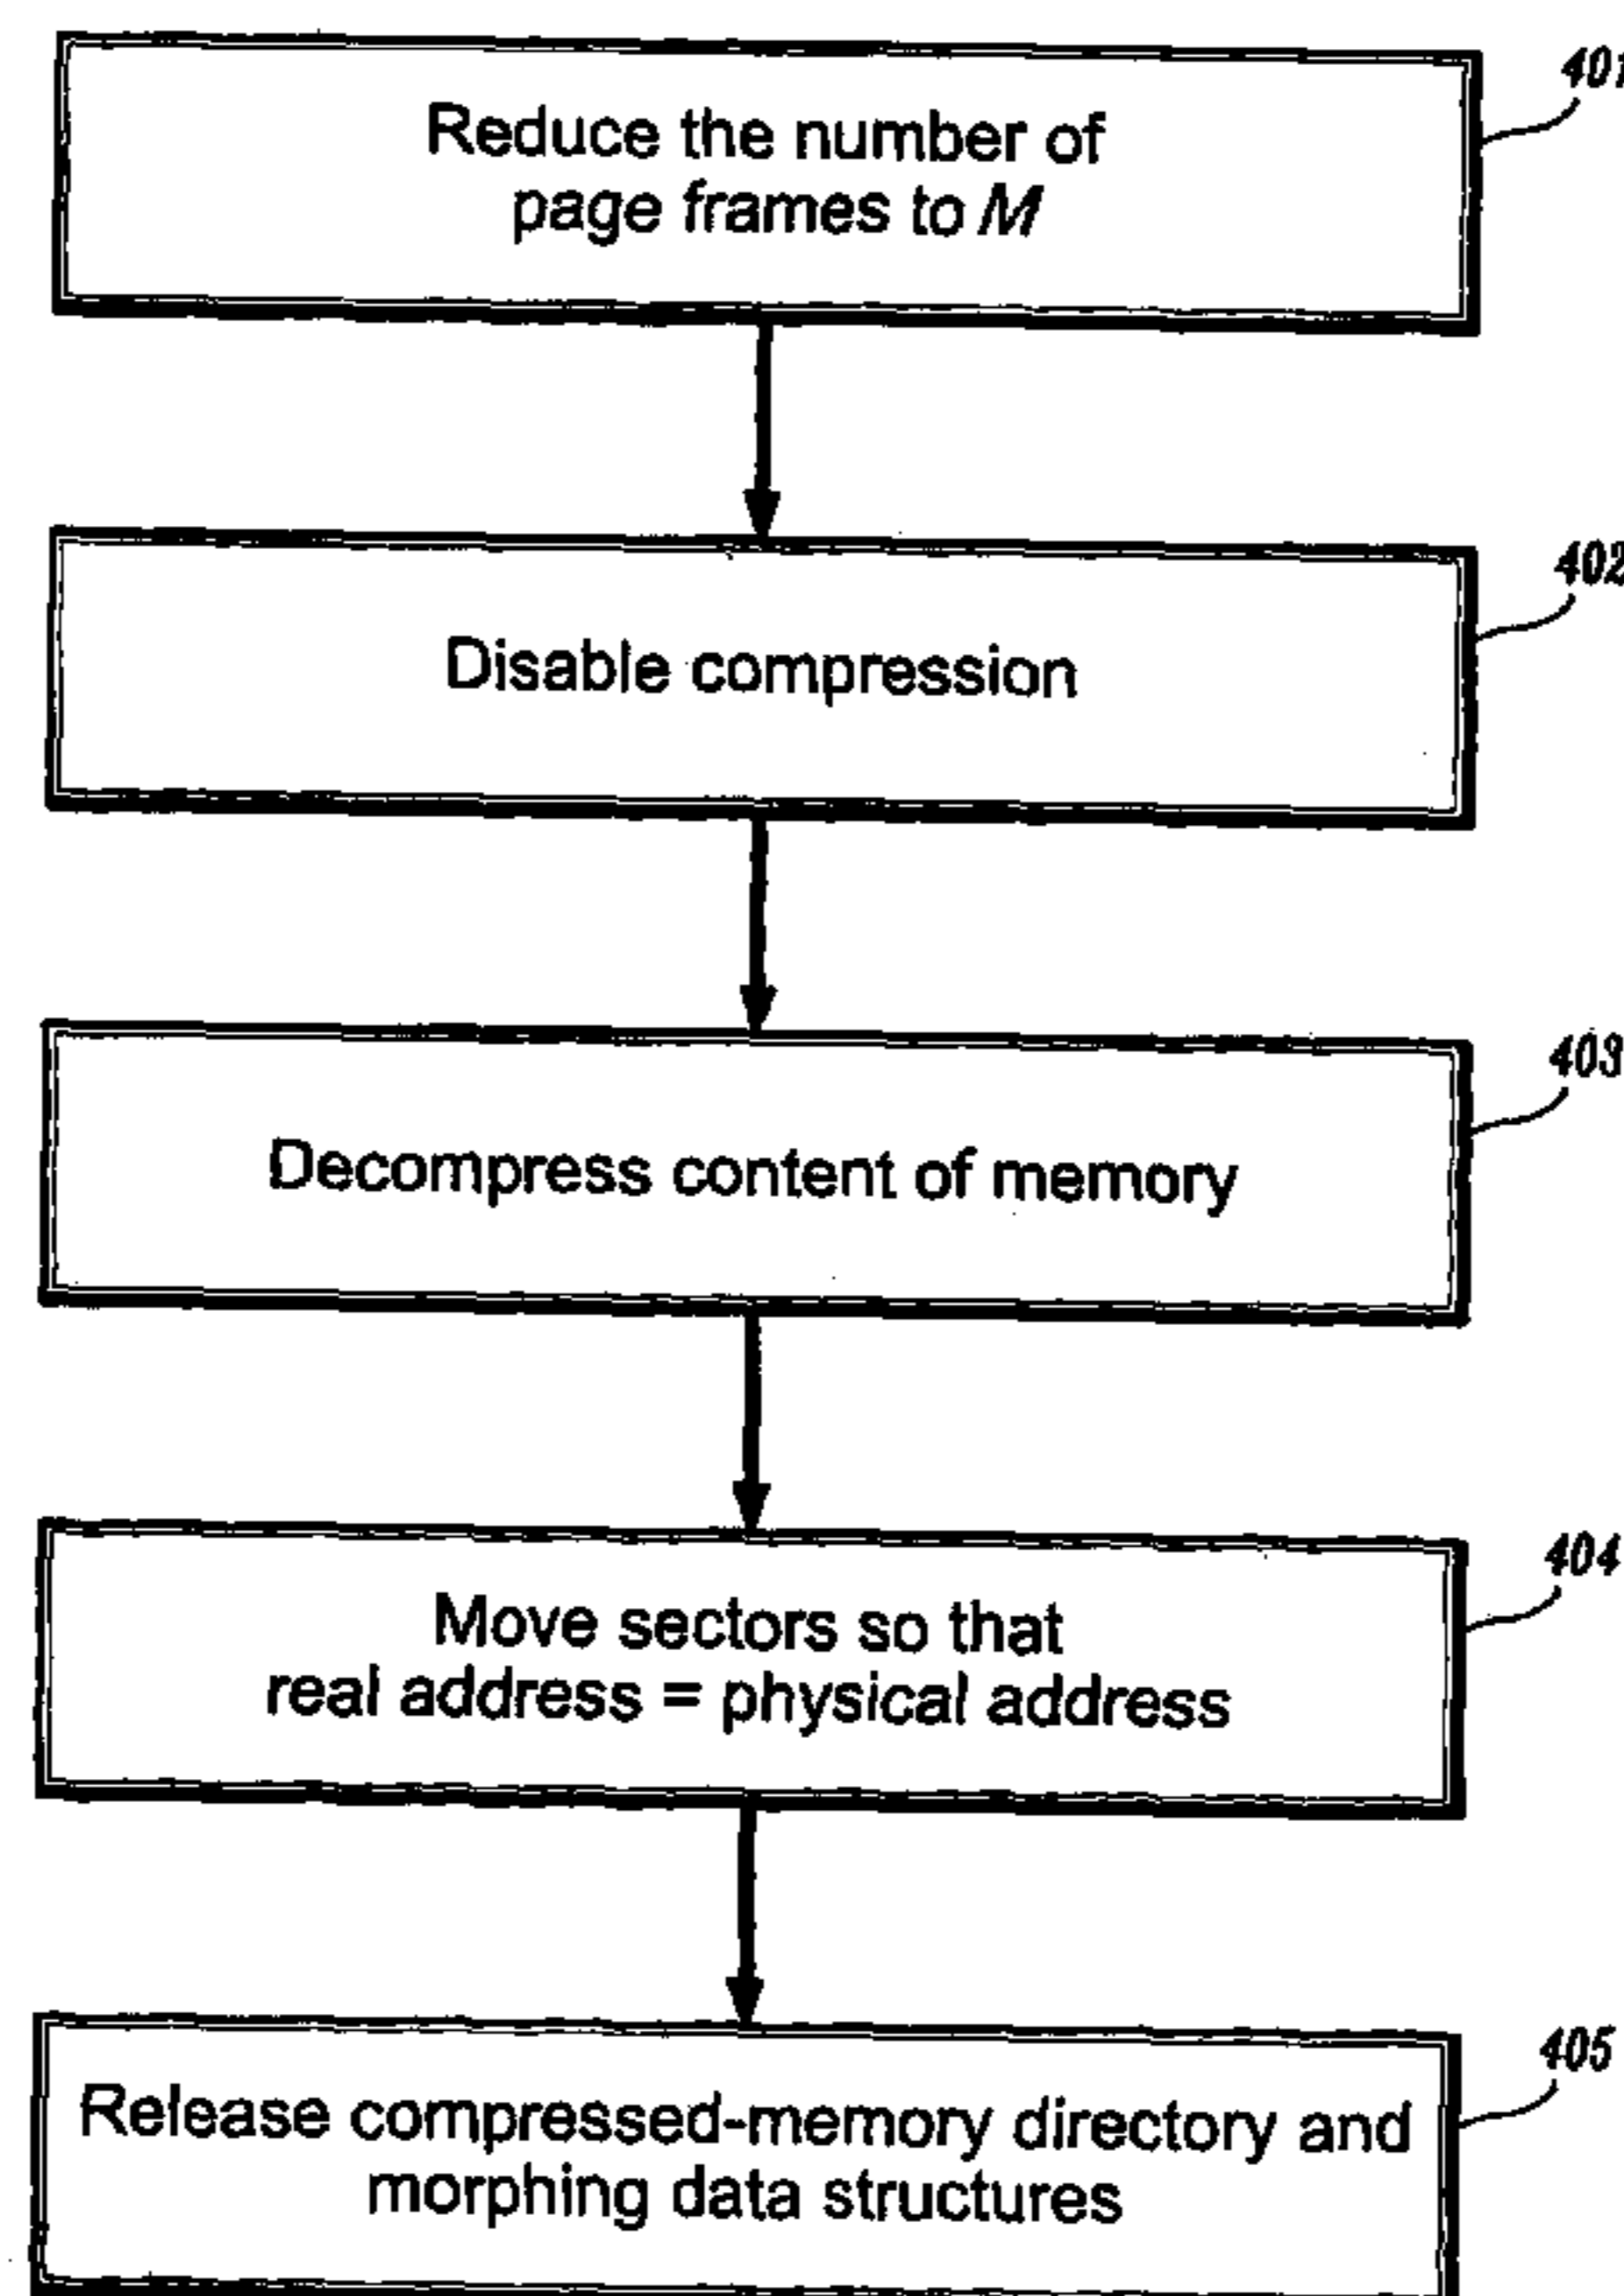 401
Reduce the number of
page frames to M
402
Disable compression
403
Decompress content of memory
404
Move sectors so that
real address = physical address
405
Release compressed-memory directory and
morphing data structures